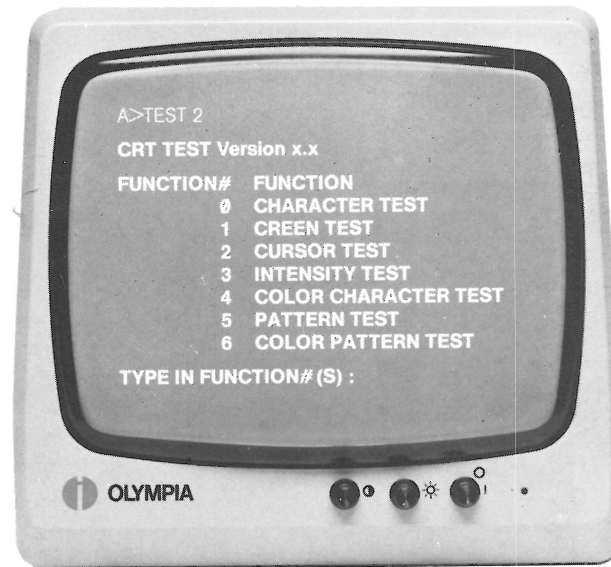 A>TEST 2
CRT TEST Version x.x
FUNCTION# FUNCTION
0 CHARACTER TEST
1 CREEN TEST
2 CURSOR TEST
3 INTENSITY TEST
4 COLOR CHARACTER TEST
5 PATTERN TEST
6 COLOR PATTERN TEST
TYPE IN FUNCTION# (S) :
OLYMPIA